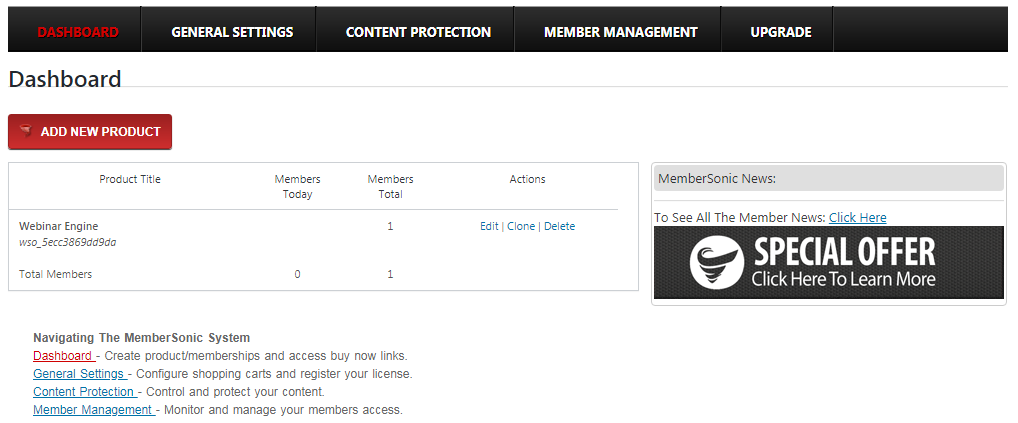 DASHBOARD GENERAL SETTINGS CONTENT PROTECTION MEMBER MANAGEMENT UPGRADE
Dashboard
ADD NEW PRODUCT
Product Title Members Today Members Total Actions
Webinar Engine 1 Edit | Clone | Delete
wso_5ecc3869dd9da
Total Members 0 1
MemberSonic News:
To See All The Member News: Click Here
SPECIAL OFFER
Click Here To Learn More
Navigating The MemberSonic System
Dashboard - Create product/memberships and access buy now links.
General Settings - Configure shopping carts and register your license.
Content Protection - Control and protect your content.
Member Management - Monitor and manage your members access.